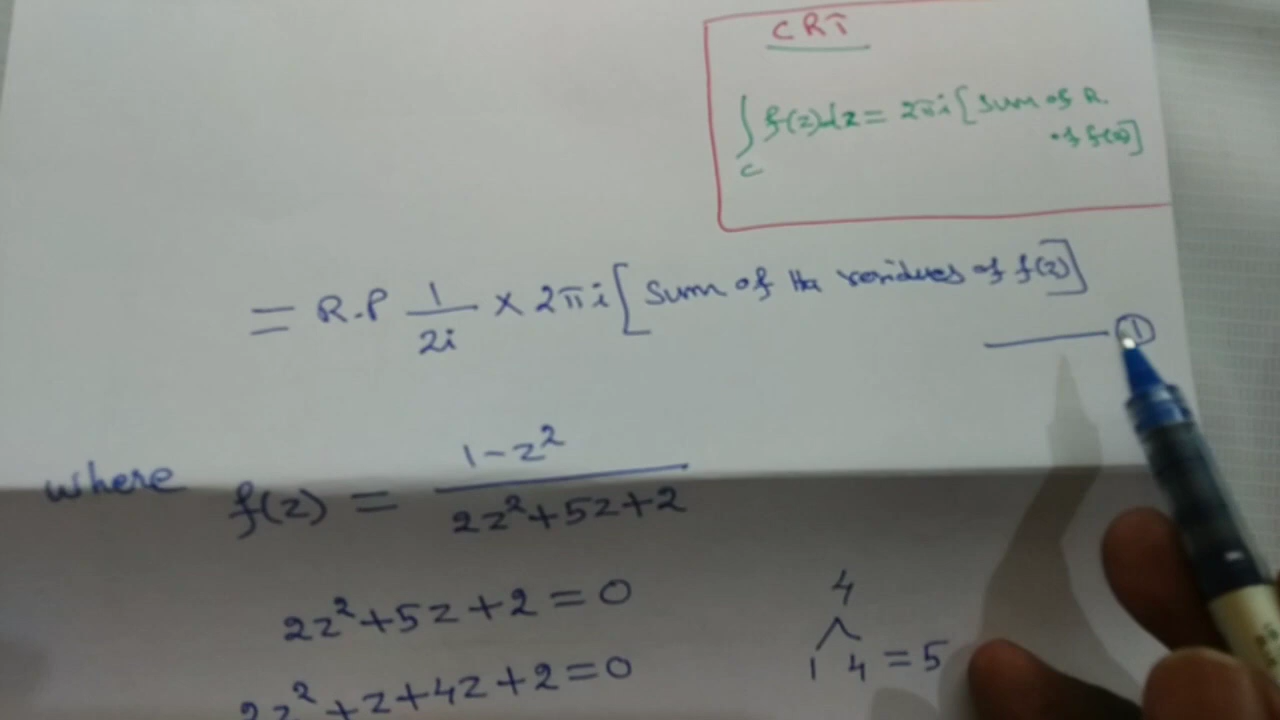 CRT
∫_C f(z)dz = 2πi [Sum of R.
of f(z)]
= R.P 1/2i × 2πi [Sum of the residues of f(z)]
——— ①
where f(z) = (1-z²)/(2z²+5z+2)
2z²+5z+2=0
4
1 4 = 5
2z²+z+4z+2=0